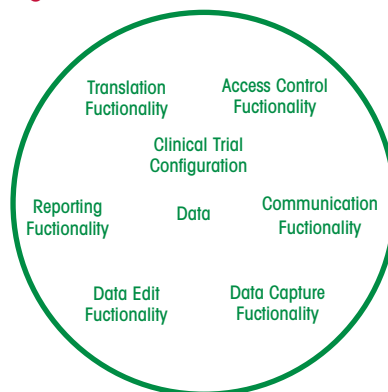 Translation
Fuctionality
Access Control
Fuctionality
Clinical Trial
Configuration
Reporting
Fuctionality
Data
Communication
Fuctionality
Data Edit
Fuctionality
Data Capture
Fuctionality